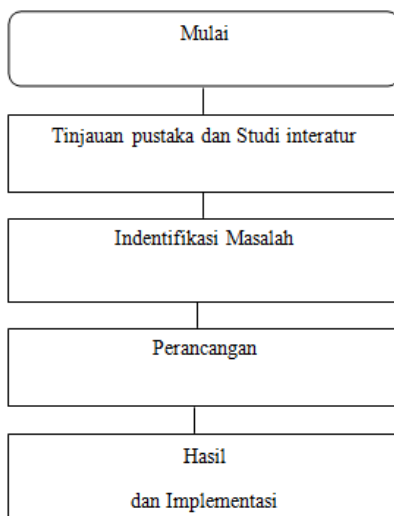 Mulai
Tinjauan pustaka dan Studi interatur
Indentifikasi Masalah
Perancangan
Hasil
dan Implementasi